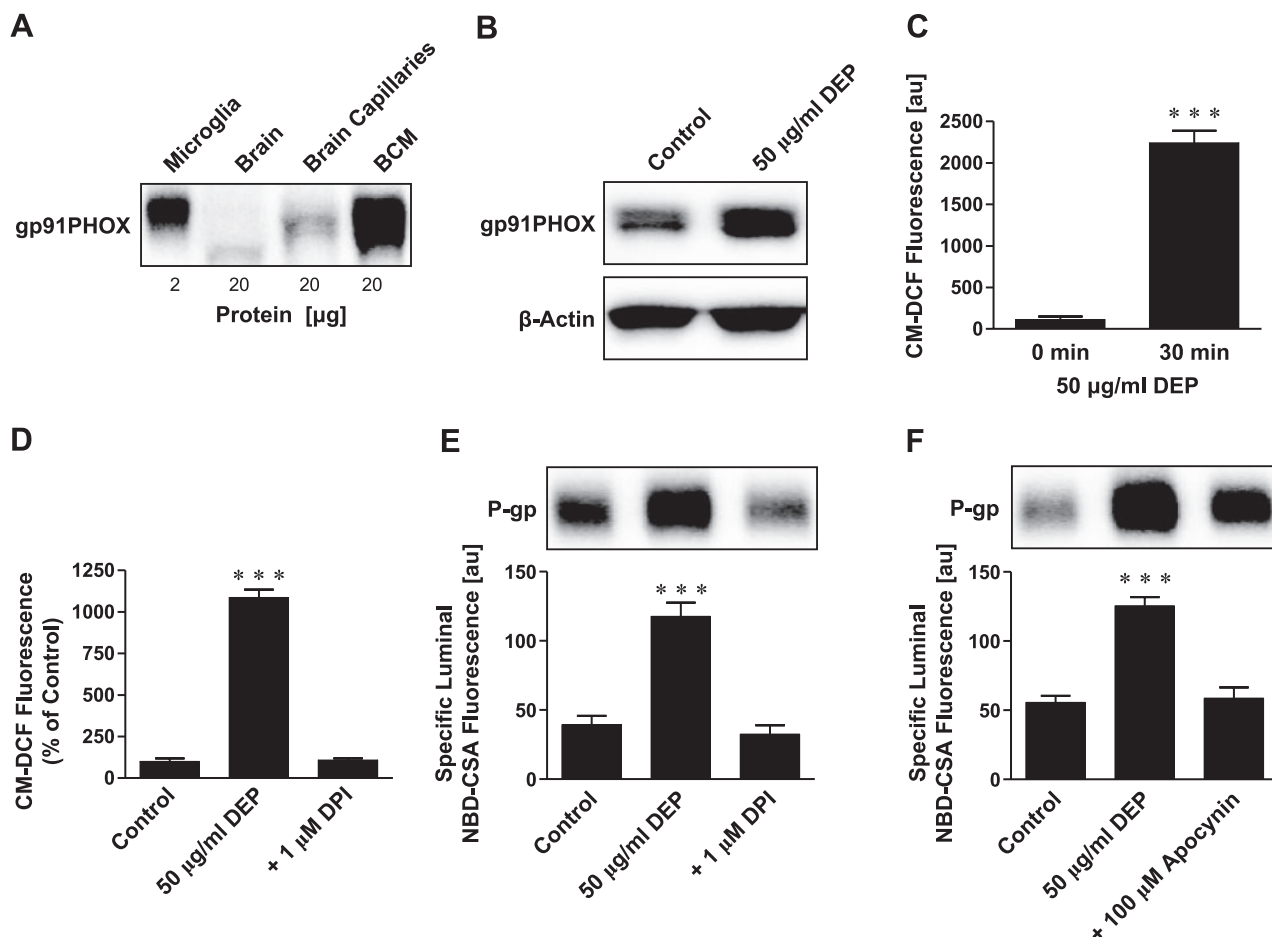 A
Microglia
Brain
Brain Capillaries
BCM
gp91PHOX
2 20 20 20
Protein [µg]
B
Control
50 µg/ml DEP
gp91PHOX
β-Actin
C
CM-DCF Fluorescence [au]
2500
2000
1500
1000
500
0
* * *
0 min 30 min
50 µg/ml DEP
D
CM-DCF Fluorescence
(% of Control)
1250
1000
750
500
250
0
* * *
Control
50 µg/ml DEP
+ 1 µM DPI
E
P-gp
Specific Luminal
NBD-CSA Fluorescence [au]
150
100
50
0
* * *
Control
50 µg/ml DEP
+ 1 µM DPI
F
P-gp
Specific Luminal
NBD-CSA Fluorescence [au]
150
100
50
0
* * *
Control
50 µg/ml DEP
+ 100 µM Apocynin